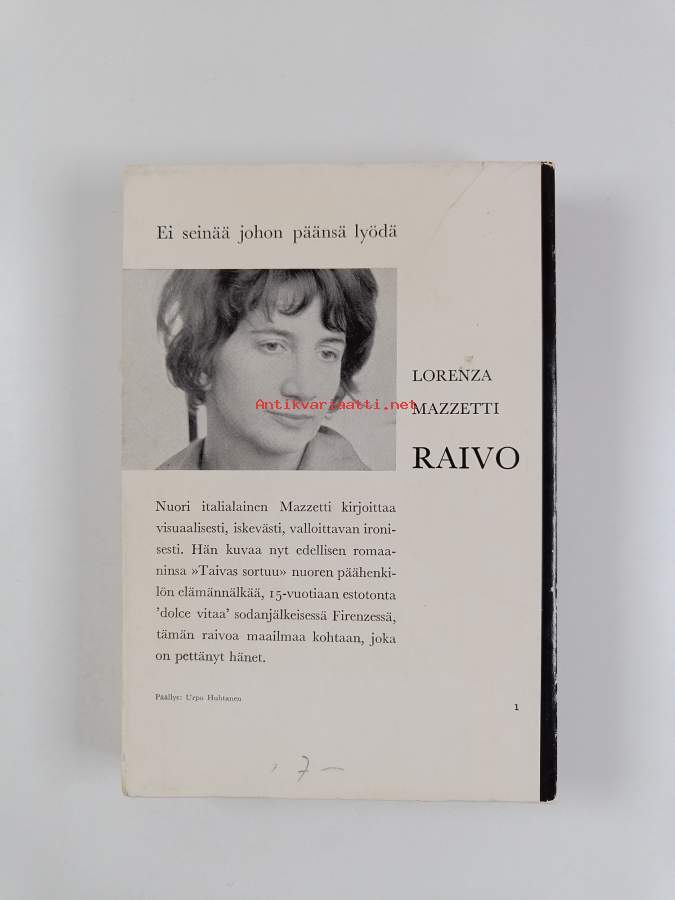 Ei seinää johon päänsä lyödä
Antikvariaatti.net
LORENZA
MAZZETTI
RAIVO
Nuori italialainen Mazzetti kirjoittaa
visuaalisesti, iskevästi, valloittavan ironi-
sesti. Hän kuvaa nyt edellisen romaa-
ninsa »Taivas sortuu» nuoren päähenki-
lön elämännälkää, 15-vuotiaan estotonta
'dolce vitaa' sodanjälkeisessä Firenzessä,
tämän raivoa maailmaa kohtaan, joka
on pettänyt hänet.
Päällys: Urpo Huhtanen
1
7 —